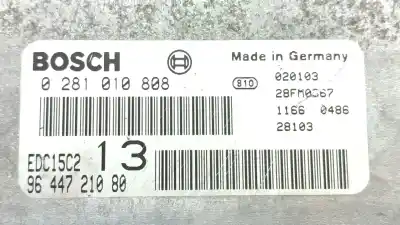 BOSCH
Made in Germany
0 281 010 808
810
020103
28FM0367
1166 0486
28103
EDC15C2
13
96 447 210 80